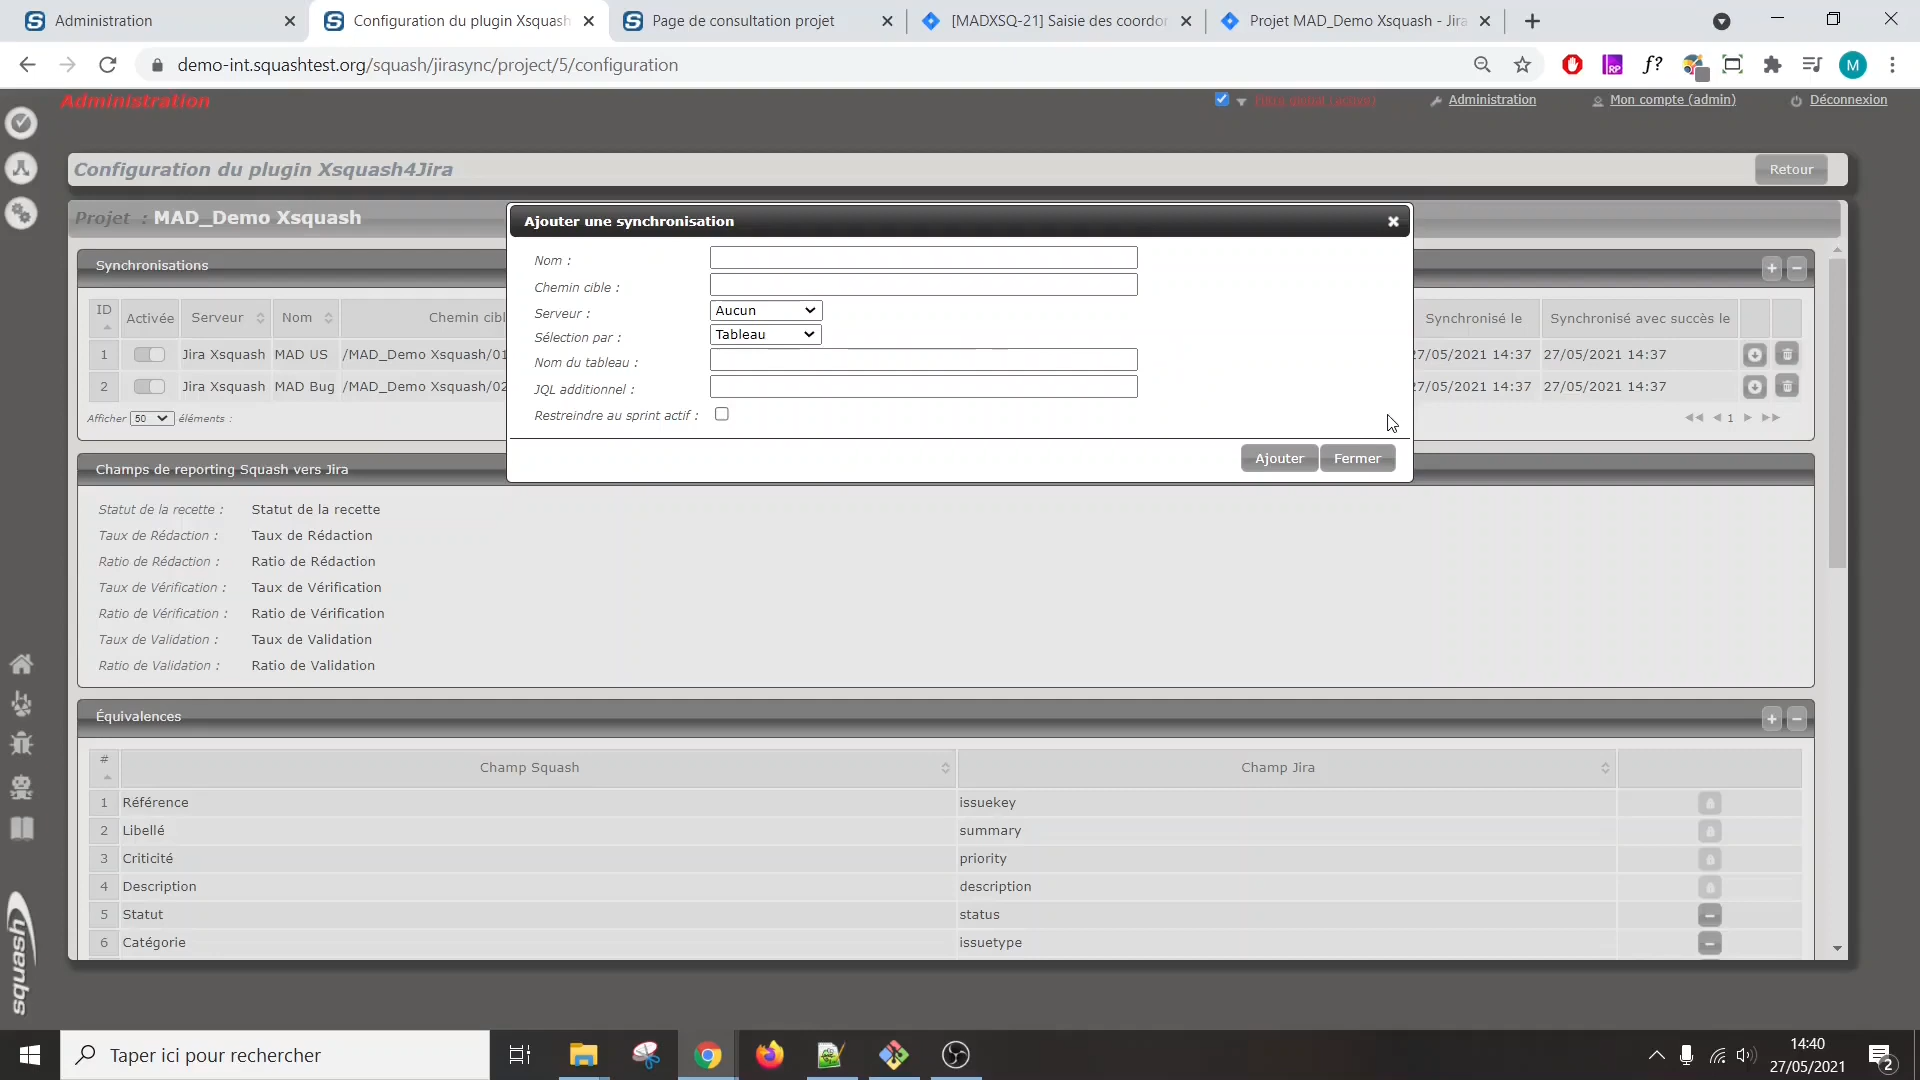 Administration
Configuration du plugin Xsquash
Page de consultation projet
[MADXSQ-21] Saisie des coordon
Projet MAD_Demo Xsquash - Jira
demo-int.squashtest.org/squash/jirasync/project/5/configuration
M
Administration
Filtre global (activer)
Administration
Mon compte (admin)
Déconnexion
Configuration du plugin Xsquash4Jira
Retour
Projet : MAD_Demo Xsquash
Ajouter une synchronisation
Nom :
Chemin cible :
Serveur : Aucun
Sélection par : Tableau
Nom du tableau :
JQL additionnel :
Restreindre au sprint actif :
Ajouter Fermer
Synchronisations
ID Activée Serveur Nom Chemin cibl Synchronisé le Synchronisé avec succès le
1 Jira Xsquash MAD US /MAD_Demo Xsquash/01 27/05/2021 14:37 27/05/2021 14:37
2 Jira Xsquash MAD Bug /MAD_Demo Xsquash/02 27/05/2021 14:37 27/05/2021 14:37
Afficher 50 éléments : 1
Champs de reporting Squash vers Jira
Statut de la recette : Statut de la recette
Taux de Rédaction : Taux de Rédaction
Ratio de Rédaction : Ratio de Rédaction
Taux de Vérification : Taux de Vérification
Ratio de Vérification : Ratio de Vérification
Taux de Validation : Taux de Validation
Ratio de Validation : Ratio de Validation
Équivalences
# Champ Squash Champ Jira
1 Référence issuekey
2 Libellé summary
3 Criticité priority
4 Description description
5 Statut status
6 Catégorie issuetype
squash
Taper ici pour rechercher
14:40
27/05/2021
2